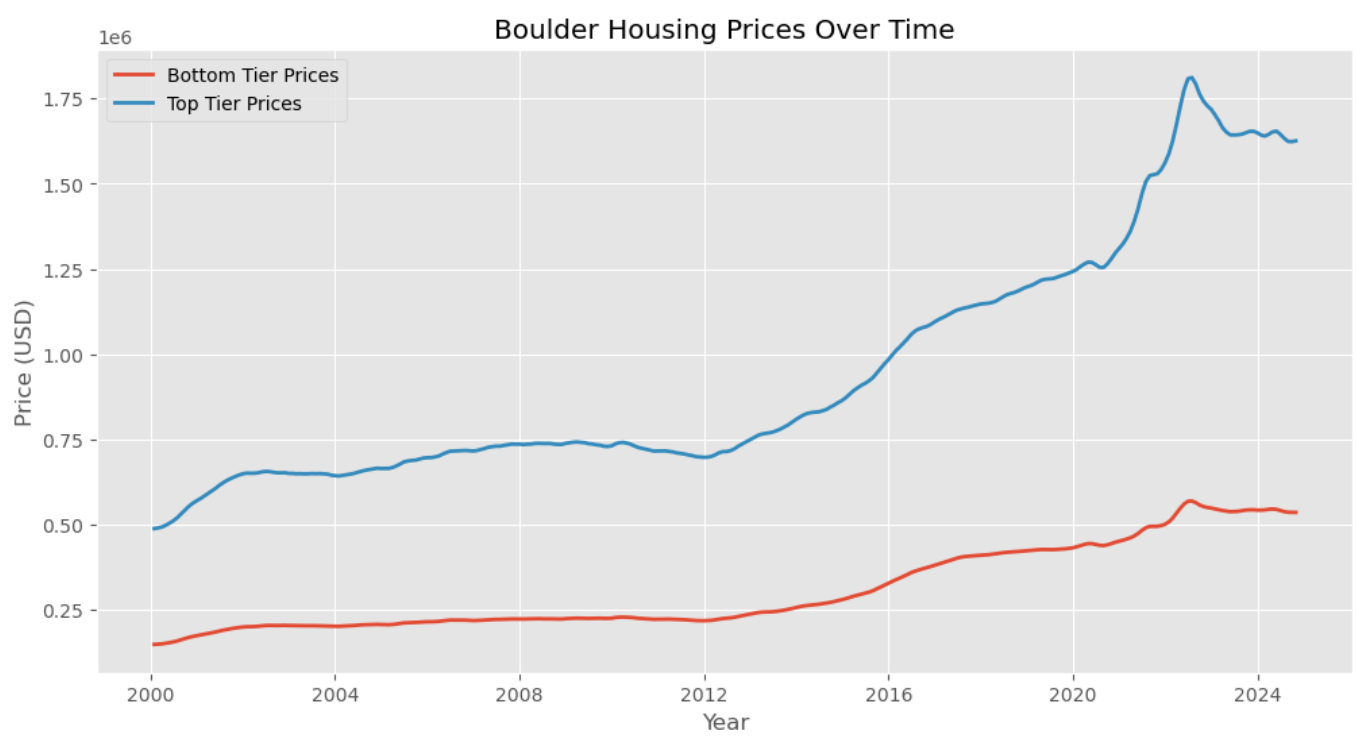 Boulder Housing Prices Over Time
1e6
Bottom Tier Prices
Top Tier Prices
1.75
1.50
1.25
1.00
0.75
0.50
0.25
Price (USD)
2000 2004 2008 2012 2016 2020 2024
Year